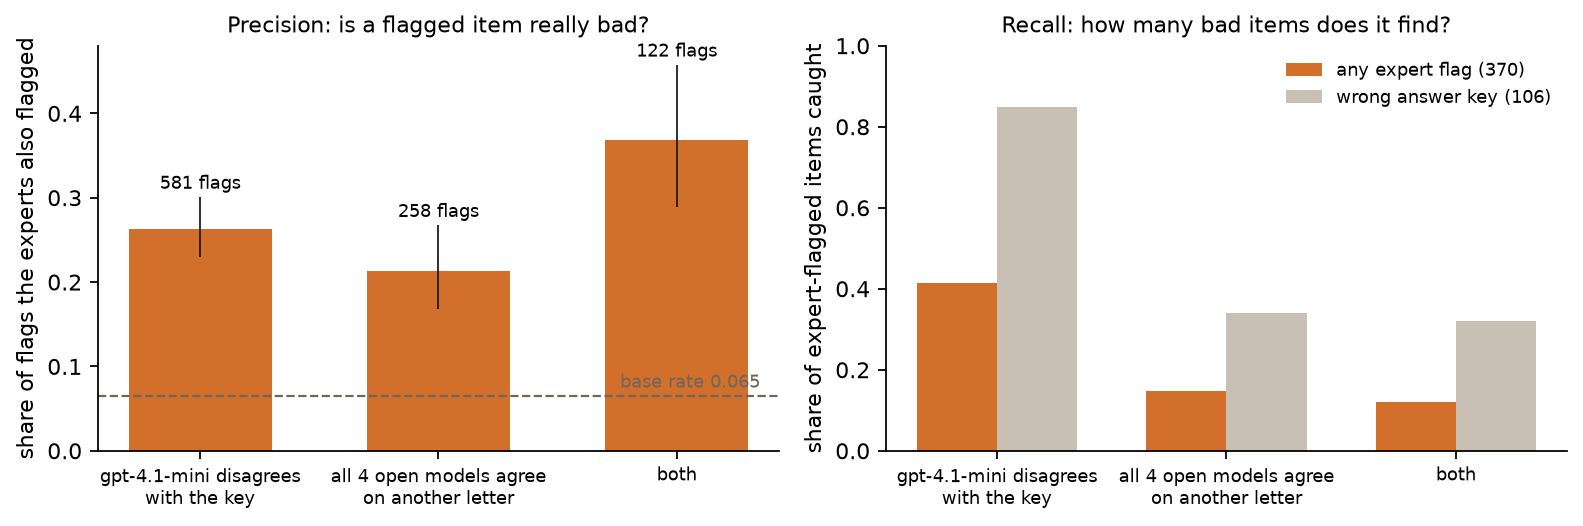 Precision: is a flagged item really bad?
share of flags the experts also flagged
0.4
0.3
0.2
0.1
0.0
581 flags
258 flags
122 flags
base rate 0.065
gpt-4.1-mini disagrees
with the key
all 4 open models agree
on another letter
both
Recall: how many bad items does it find?
share of expert-flagged items caught
1.0
0.8
0.6
0.4
0.2
0.0
any expert flag (370)
wrong answer key (106)
gpt-4.1-mini disagrees
with the key
all 4 open models agree
on another letter
both